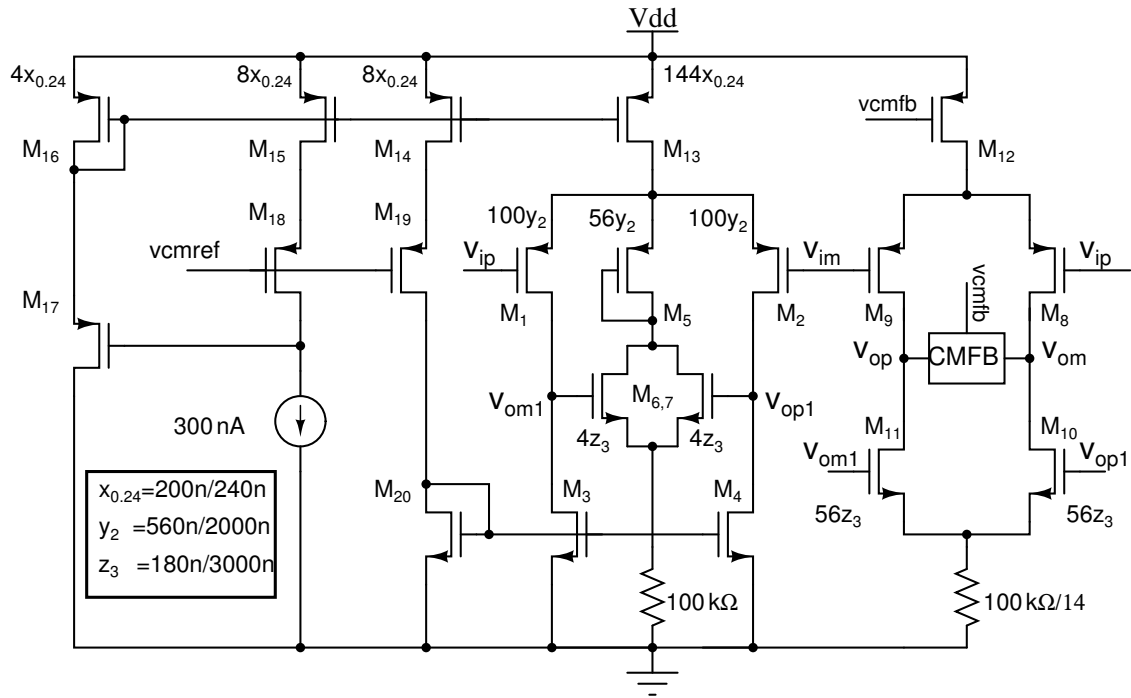 Vdd
4x0.24
8x0.24
8x0.24
144x0.24
vcmfb
M16
M15
M14
M13
M12
M18
M19
100y2
56y2
100y2
vcmref
vip
vim
vip
M17
M1
M5
M2
M9
vcmfb
M8
vop
CMFB
vom
300 nA
vom1
M6,7
vop1
4z3
4z3
M11
M10
vom1
vop1
M20
M3
M4
56z3
56z3
x0.24=200n/240n
y2 =560n/2000n
z3 =180n/3000n
100 kΩ
100 kΩ/14